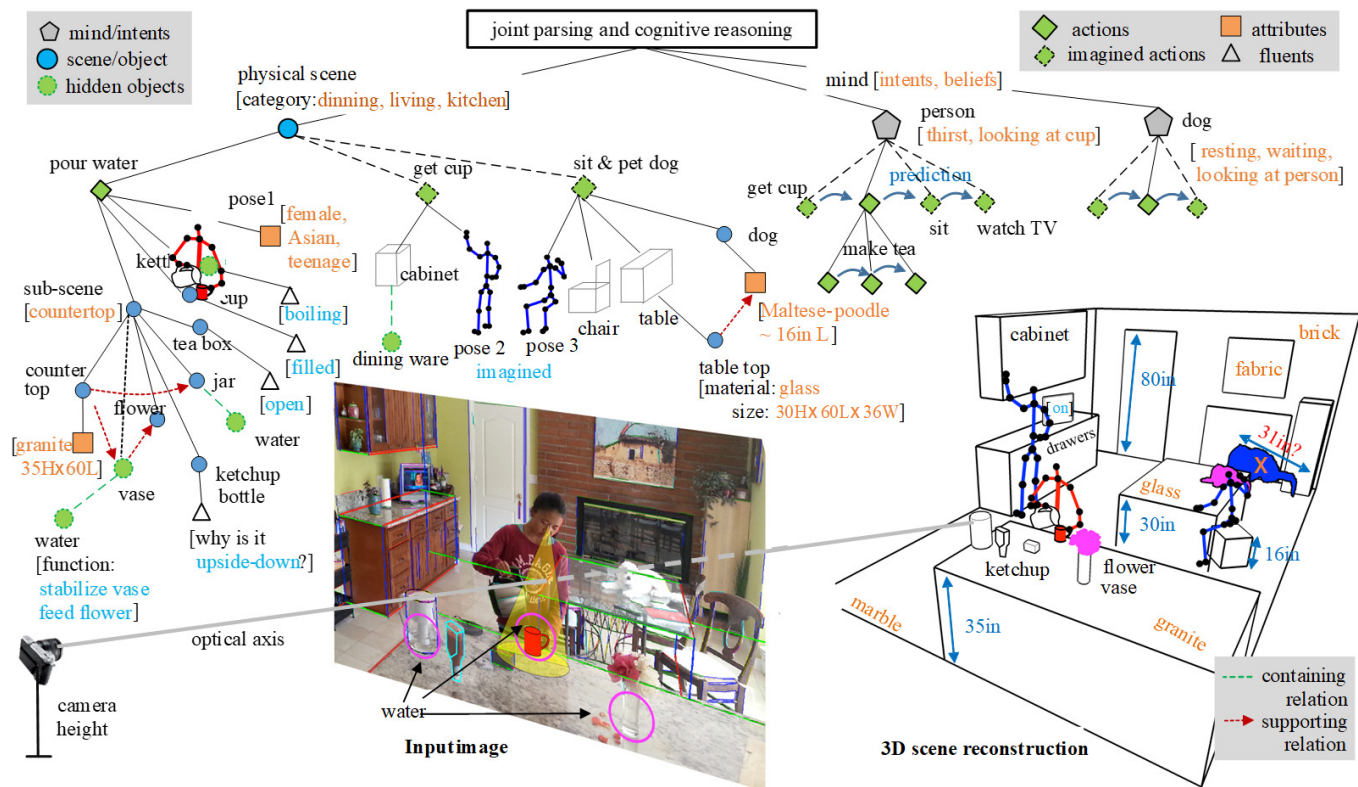 joint parsing and cognitive reasoning
mind/intents
scene/object
hidden objects
actions
imagined actions
attributes
fluents
physical scene
[category:dinning, living, kitchen]
mind [intents, beliefs]
person
[thirst, looking at cup]
dog
[resting, waiting,
looking at person]
pour water
get cup
sit & pet dog
get cup
prediction
sit
watch TV
make tea
pose1
[female,
Asian,
teenage]
kettl
cup
[boiling]
[filled]
sub-scene
[countertop]
tea box
[open]
counter
top
jar
flower
water
[granite
35Hx60L]
vase
ketchup
bottle
water
[function:
stabilize vase
feed flower]
[why is it
upside-down?]
cabinet
dining ware
pose 2
pose 3
imagined
chair
table
dog
[Maltese-poodle
~ 16in L]
table top
[material: glass
size: 30Hx60Lx36W]
optical axis
camera
height
water
Input image
cabinet
[on]
drawers
80in
brick
fabric
31in?
X
glass
30in
16in
ketchup
flower
vase
marble
35in
granite
3D scene reconstruction
containing
relation
supporting
relation